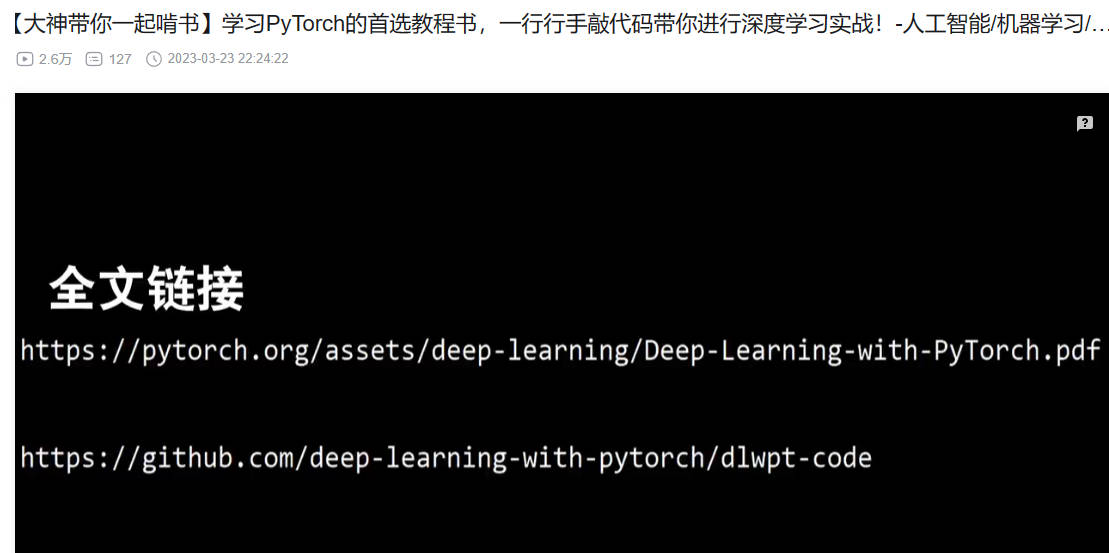 【大神带你一起啃书】学习PyTorch的首选教程书，一行行手敲代码带你进行深度学习实战！-人工智能/机器学习/…
2.6万 127 2023-03-23 22:24:22
全文链接
https://pytorch.org/assets/deep-learning/Deep-Learning-with-PyTorch.pdf
https://github.com/deep-learning-with-pytorch/dlwpt-code